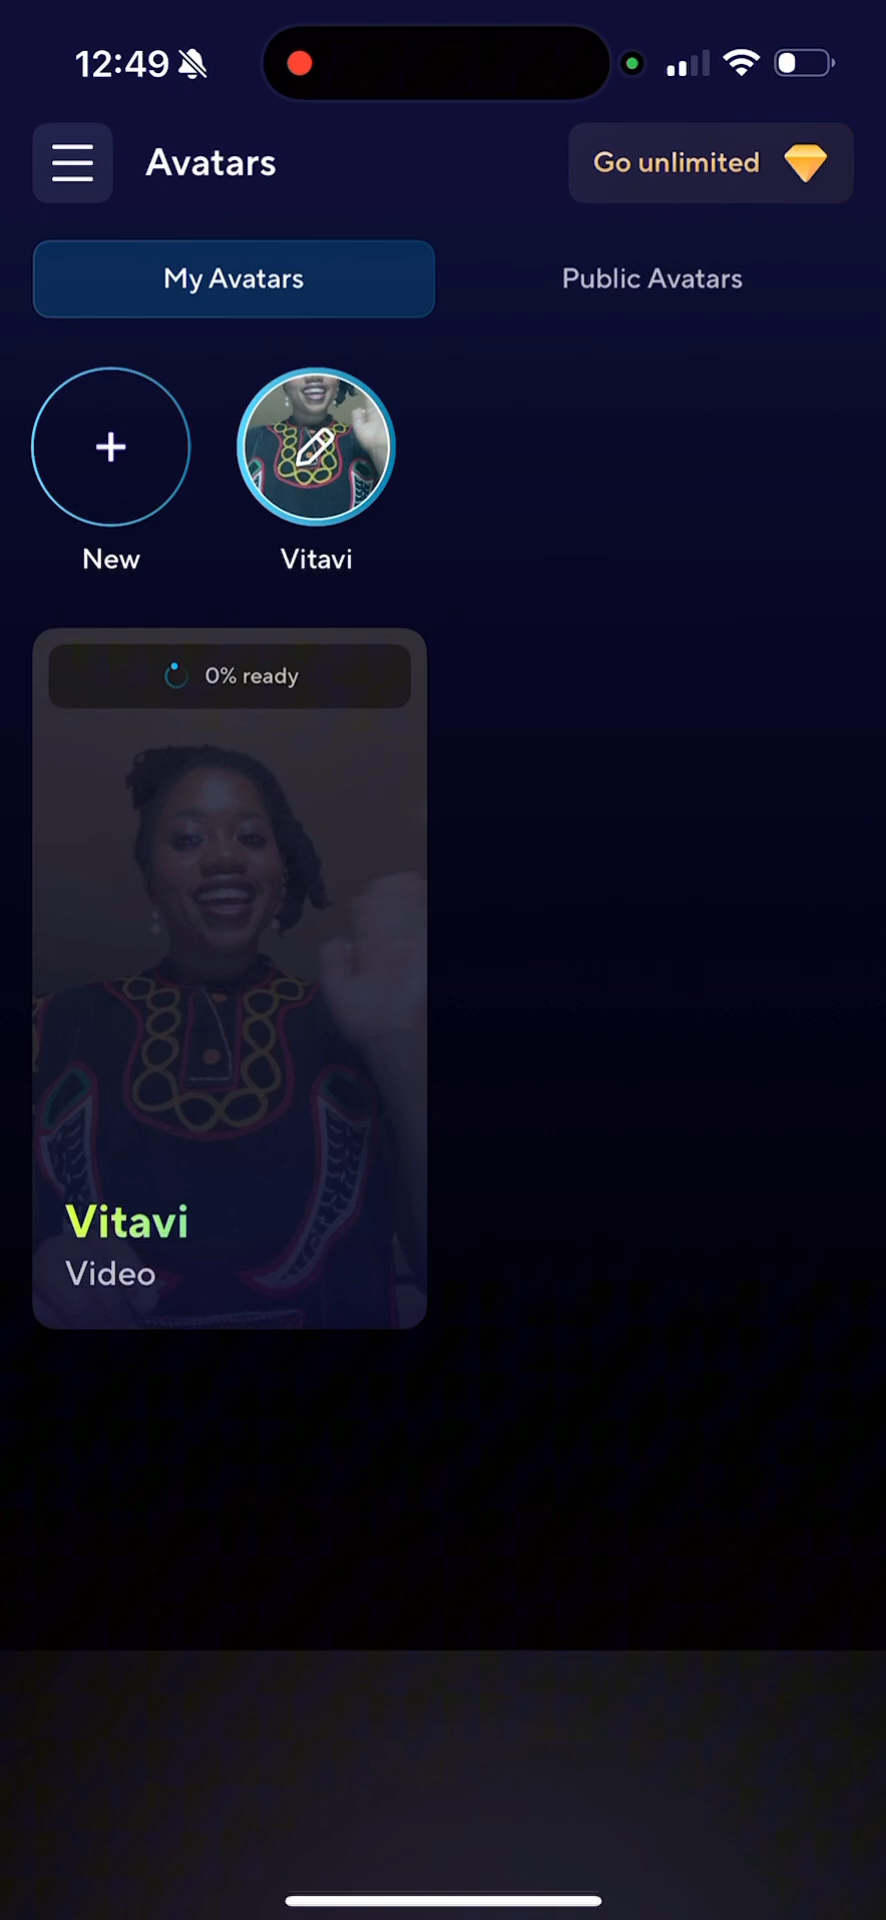 12:49
Avatars
Go unlimited
My Avatars
Public Avatars
New
Vitavi
0% ready
Vitavi
Video